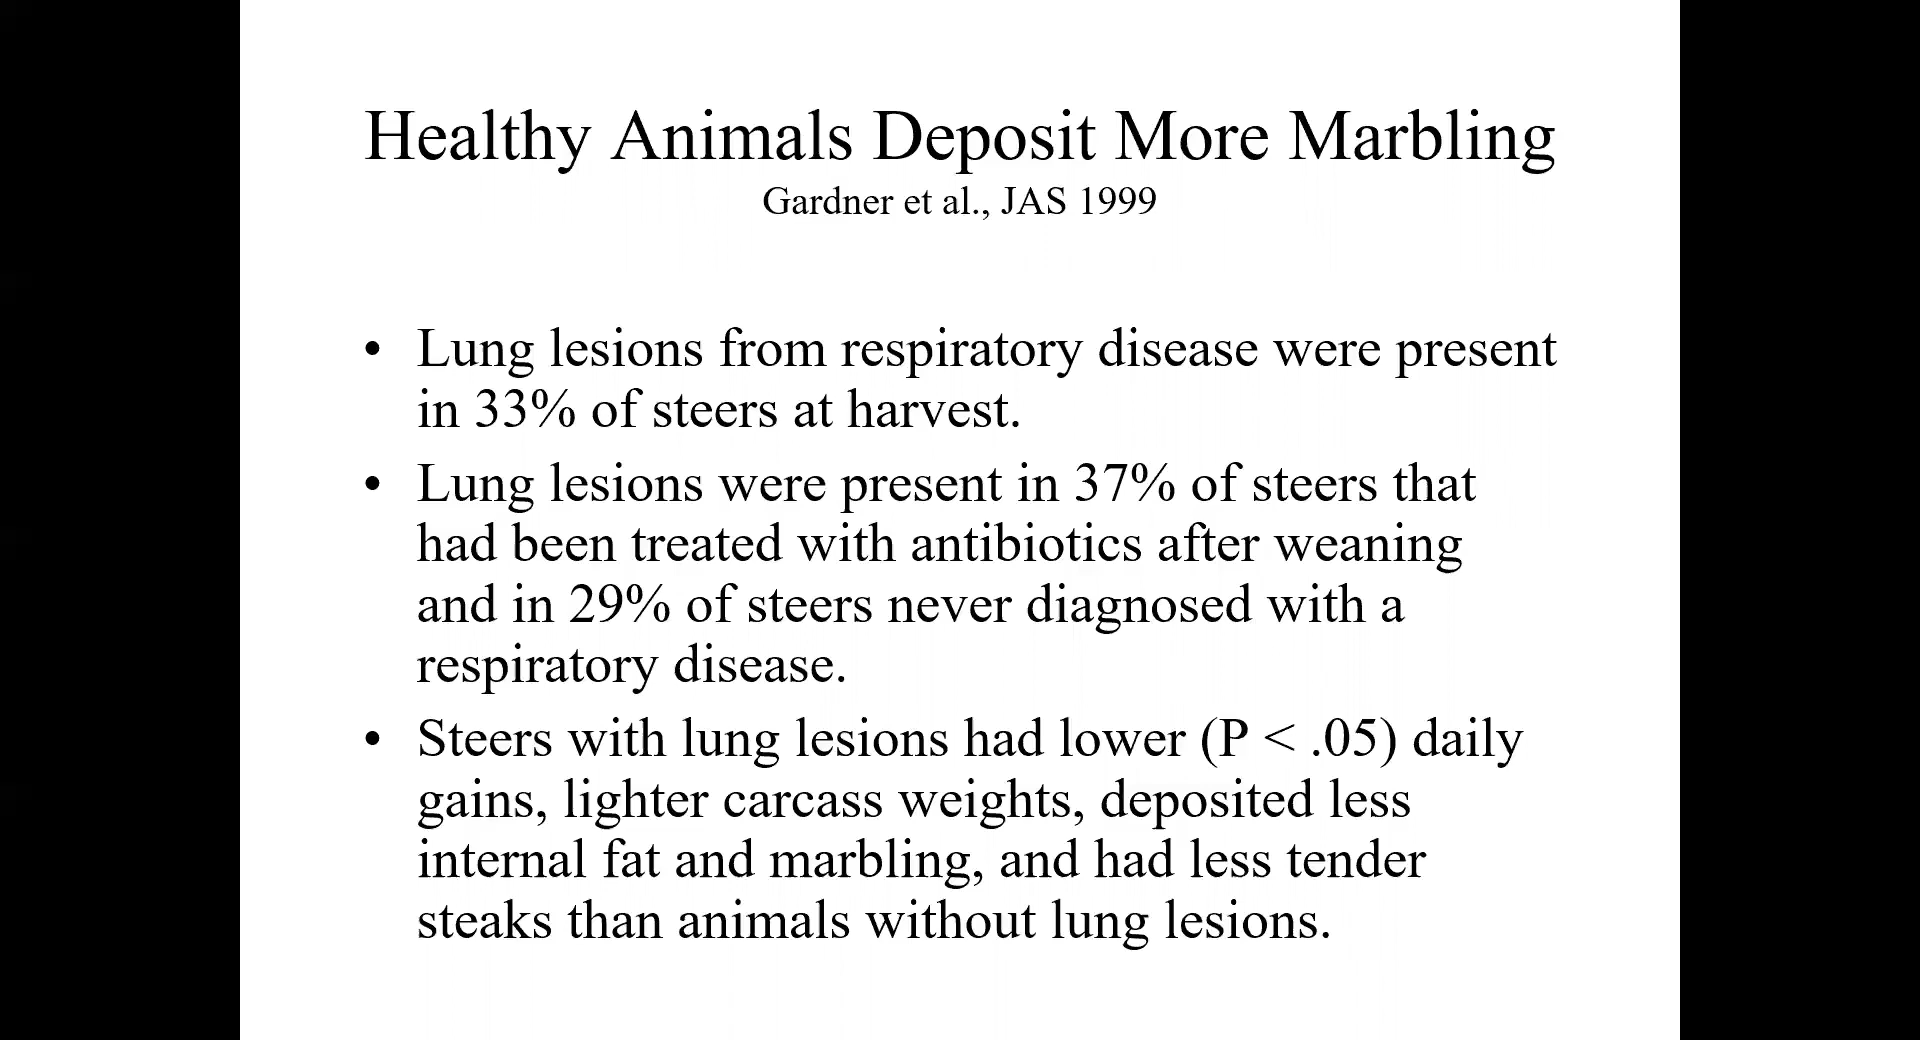 Healthy Animals Deposit More Marbling
Gardner et al., JAS 1999
• Lung lesions from respiratory disease were present
in 33% of steers at harvest.
• Lung lesions were present in 37% of steers that
had been treated with antibiotics after weaning
and in 29% of steers never diagnosed with a
respiratory disease.
• Steers with lung lesions had lower (P < .05) daily
gains, lighter carcass weights, deposited less
internal fat and marbling, and had less tender
steaks than animals without lung lesions.